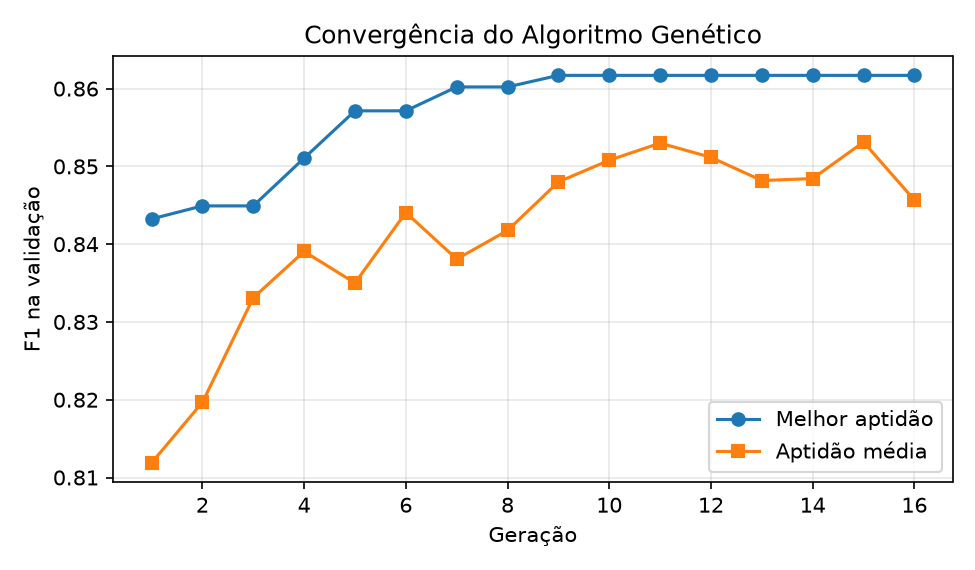 Convergência do Algoritmo Genético
F1 na validação
0.86
0.85
0.84
0.83
0.82
0.81
2 4 6 8 10 12 14 16
Geração
Melhor aptidão
Aptidão média